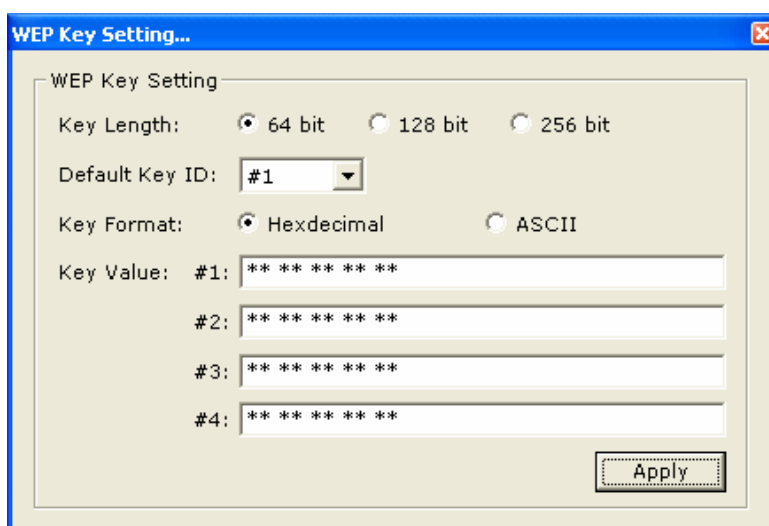 WEP Key Setting...
WEP Key Setting
Key Length: 64 bit 128 bit 256 bit
Default Key ID: #1
Key Format: Hexdecimal ASCII
Key Value: #1: ** ** ** ** **
#2: ** ** ** ** **
#3: ** ** ** ** **
#4: ** ** ** ** **
Apply